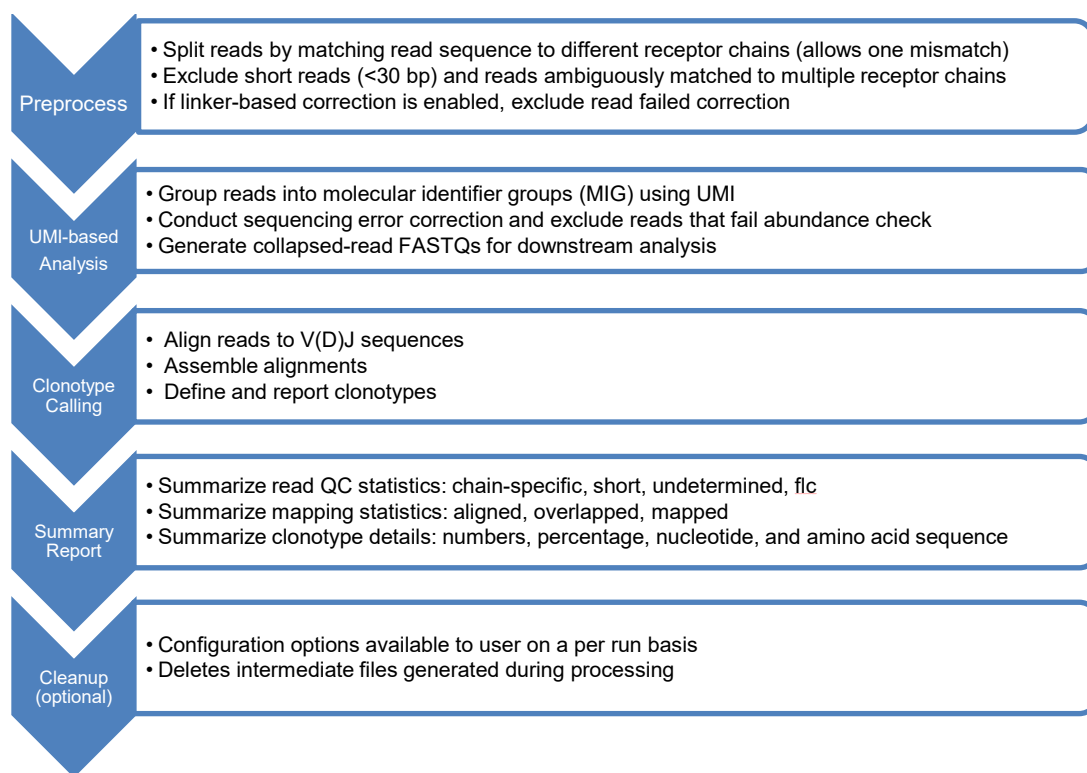 Preprocess
• Split reads by matching read sequence to different receptor chains (allows one mismatch)
• Exclude short reads (<30 bp) and reads ambiguously matched to multiple receptor chains
• If linker-based correction is enabled, exclude read failed correction
UMI-based
Analysis
• Group reads into molecular identifier groups (MIG) using UMI
• Conduct sequencing error correction and exclude reads that fail abundance check
• Generate collapsed-read FASTQs for downstream analysis
Clonotype
Calling
• Align reads to V(D)J sequences
• Assemble alignments
• Define and report clonotypes
Summary
Report
• Summarize read QC statistics: chain-specific, short, undetermined, flc
• Summarize mapping statistics: aligned, overlapped, mapped
• Summarize clonotype details: numbers, percentage, nucleotide, and amino acid sequence
Cleanup
(optional)
• Configuration options available to user on a per run basis
• Deletes intermediate files generated during processing